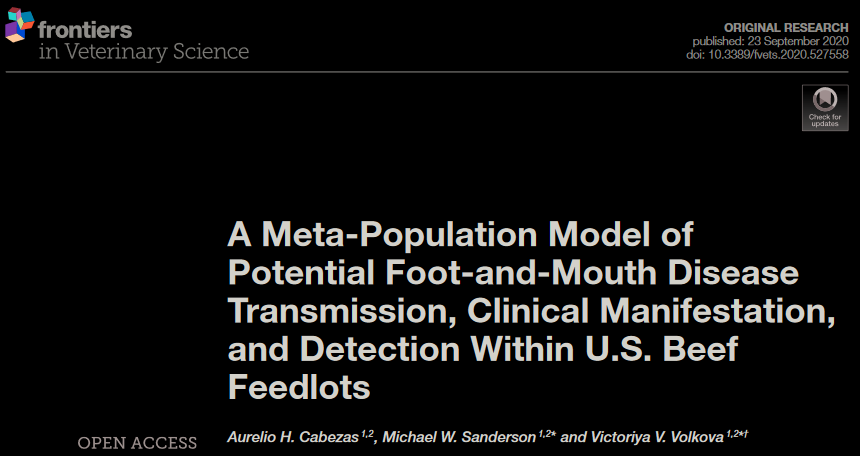 frontiers
in Veterinary Science
ORIGINAL RESEARCH
published: 23 September 2020
doi: 10.3389/fvets.2020.527558
Check for
updates
A Meta-Population Model of
Potential Foot-and-Mouth Disease
Transmission, Clinical Manifestation,
and Detection Within U.S. Beef
Feedlots
OPEN ACCESS
Aurelio H. Cabezas 1,2, Michael W. Sanderson 1,2* and Victoriya V. Volkova 1,2*†